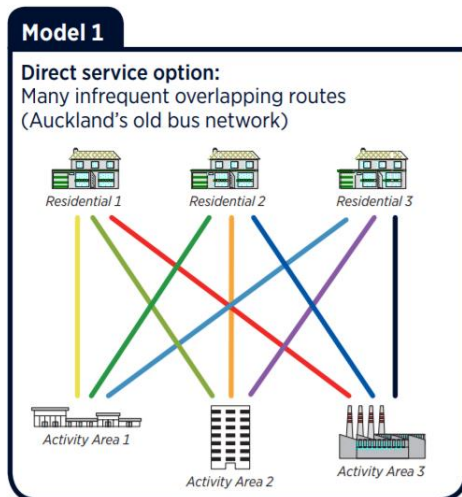 Model 1
Direct service option:
Many infrequent overlapping routes
(Auckland's old bus network)
Residential 1
Residential 2
Residential 3
Activity Area 1
Activity Area 2
Activity Area 3